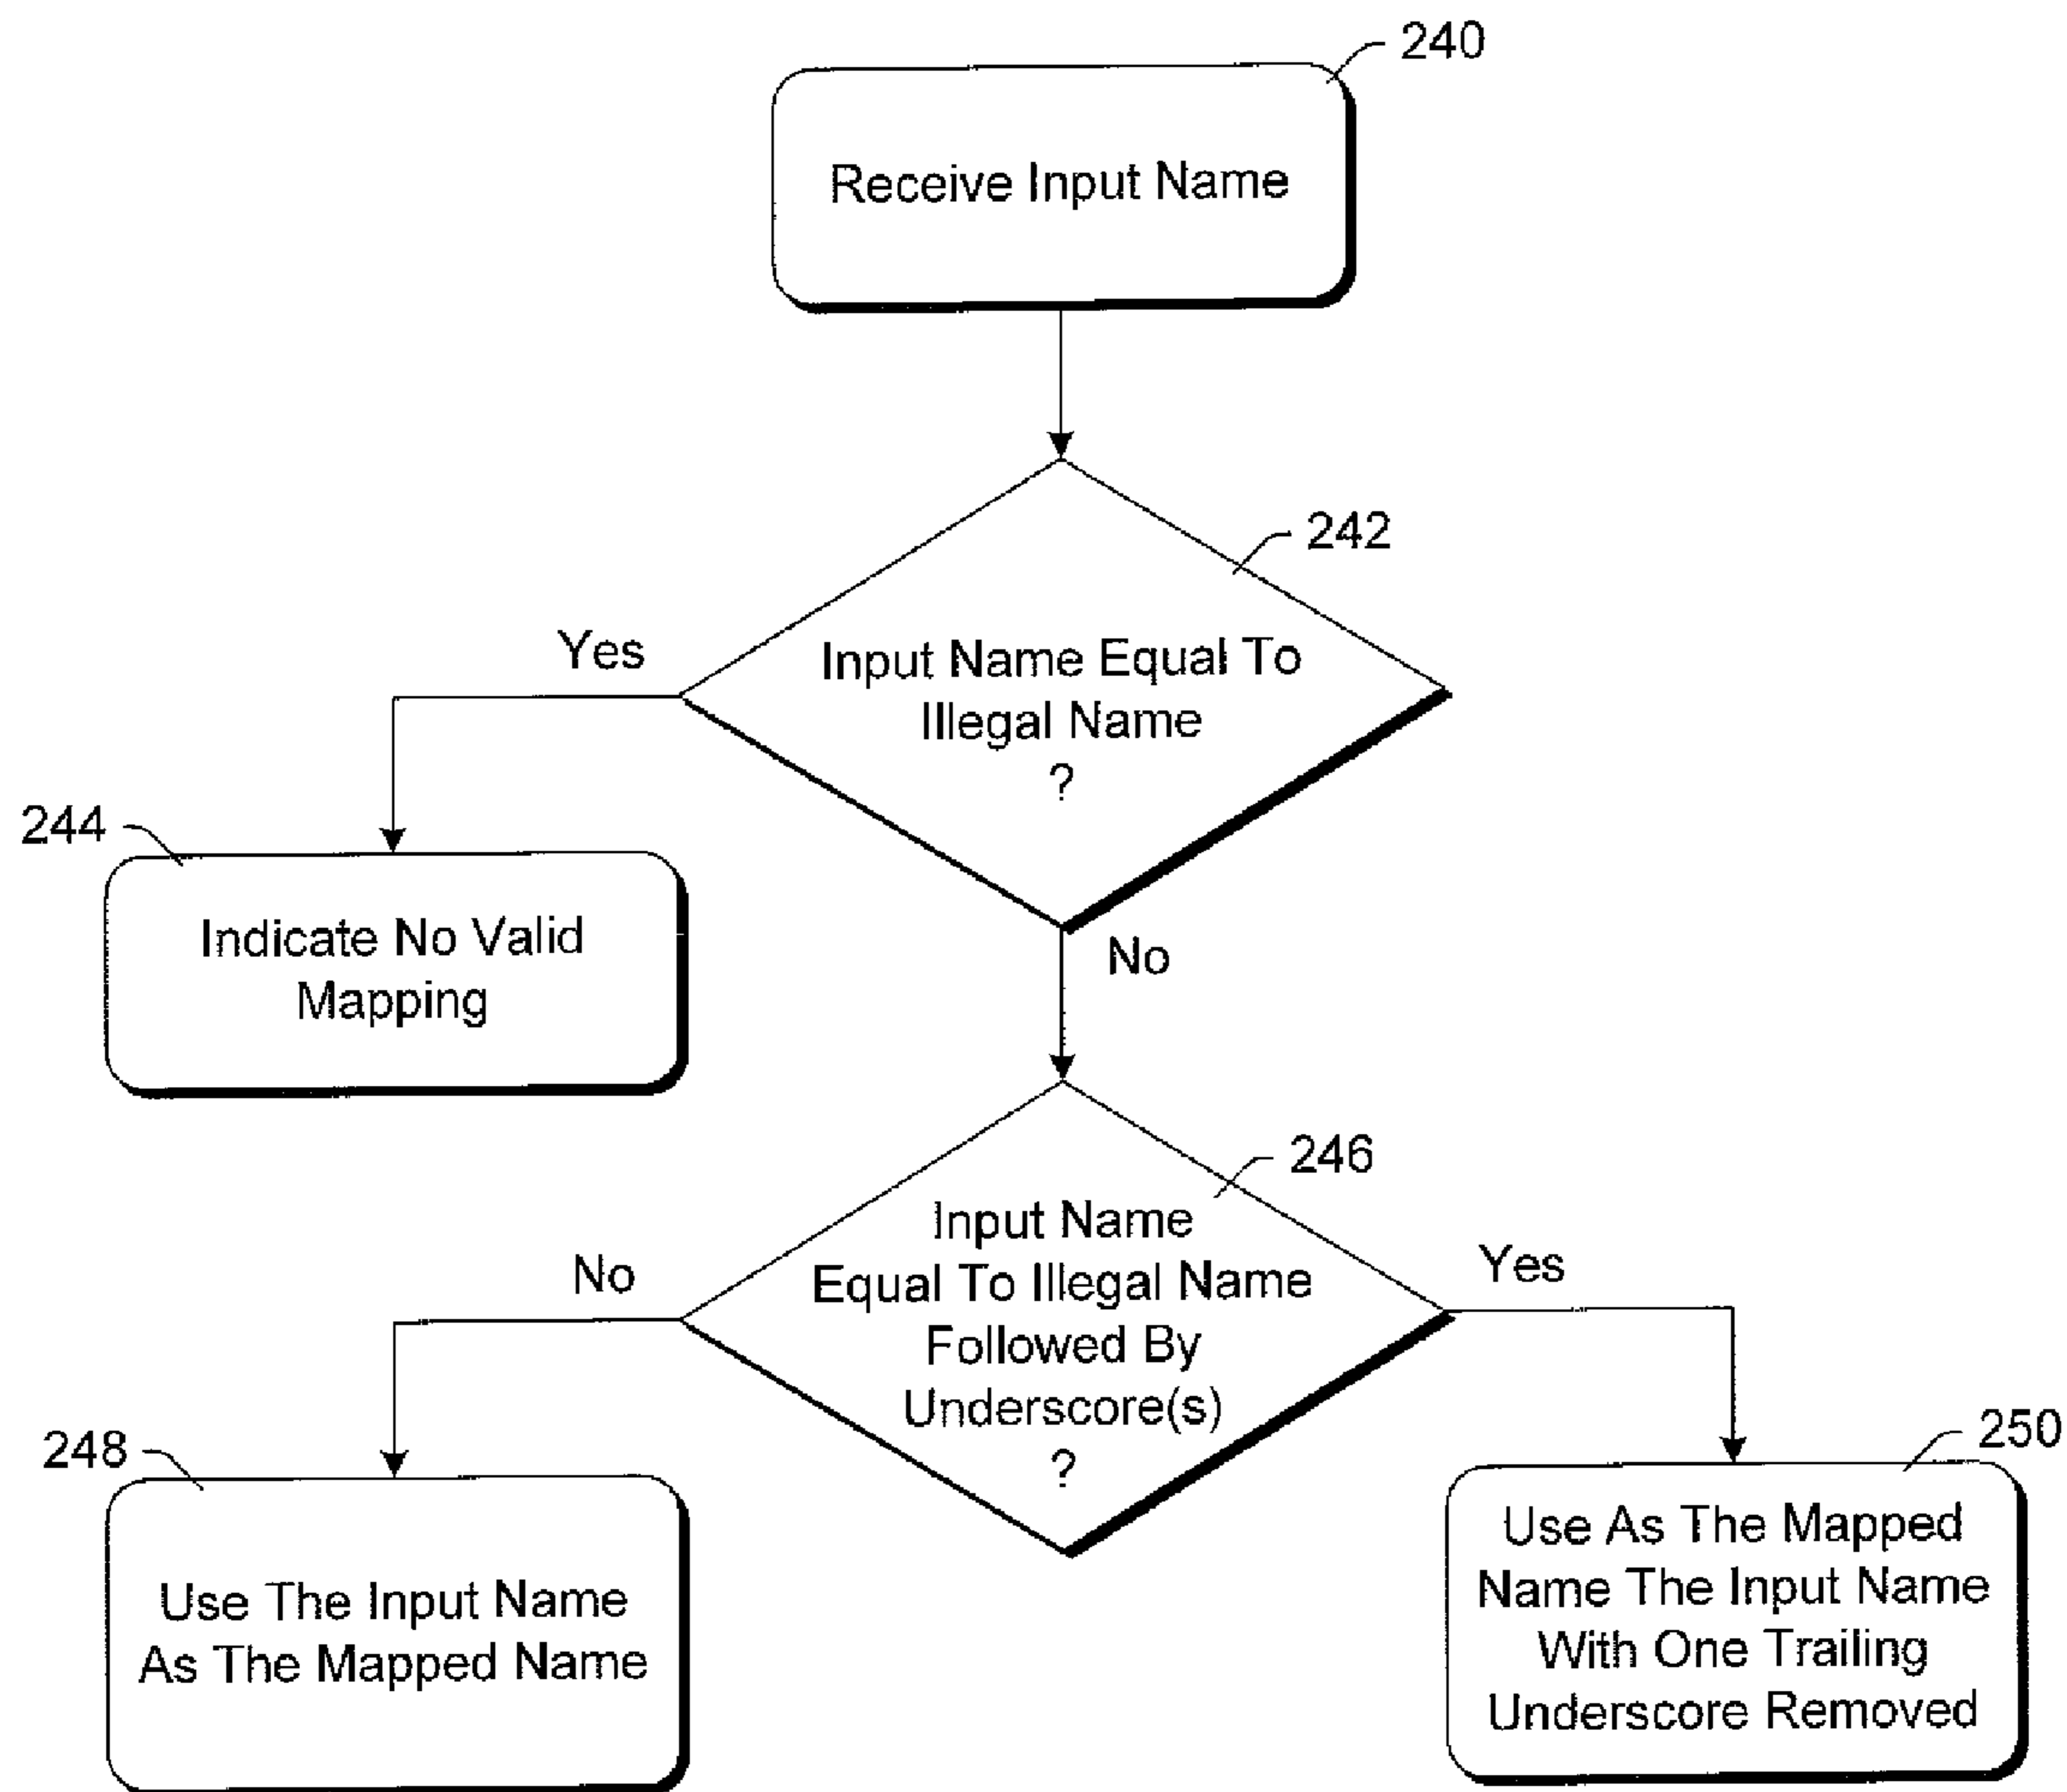 240
Receive Input Name
242
Yes
Input Name Equal To
Illegal Name
?
244
Indicate No Valid
Mapping
No
246
Input Name
Equal To Illegal Name
Followed By
Underscore(s)
?
No
Yes
248
Use The Input Name
As The Mapped Name
250
Use As The Mapped
Name The Input Name
With One Trailing
Underscore Removed